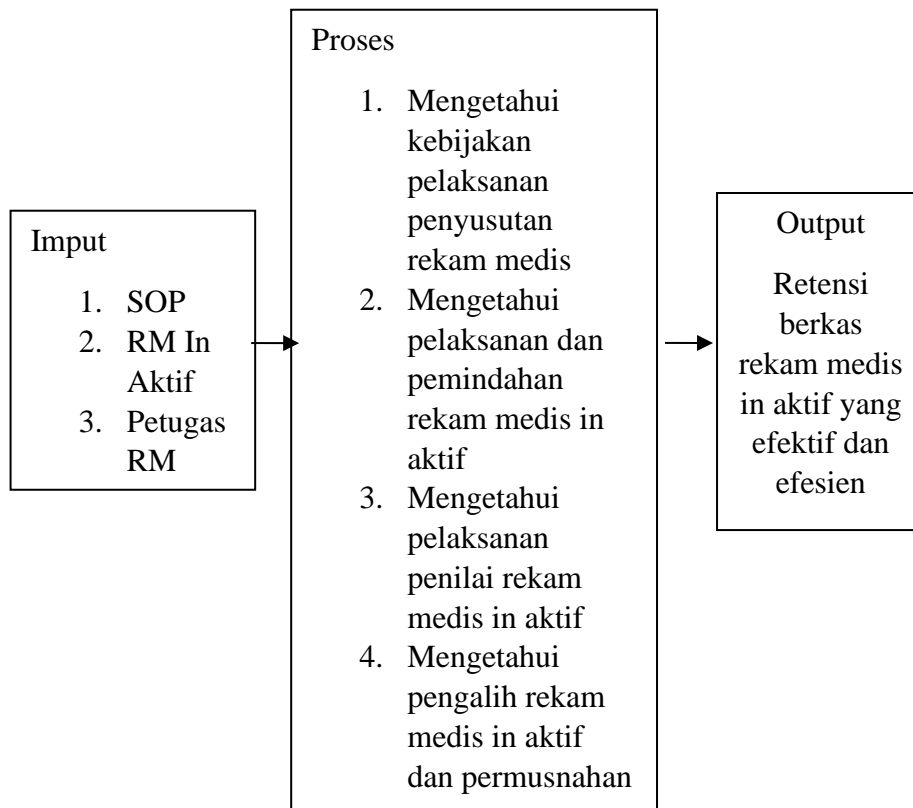 Imput
1. SOP
2. RM In
Aktif
3. Petugas
RM
Proses
1. Mengetahui
kebijakan
pelaksanan
penyusutan
rekam medis
2. Mengetahui
pelaksanan dan
pemindahan
rekam medis in
aktif
3. Mengetahui
pelaksanan
penilai rekam
medis in aktif
4. Mengetahui
pengalih rekam
medis in aktif
dan permusnahan
Output
Retensi
berkas
rekam medis
in aktif yang
efektif dan
efesien